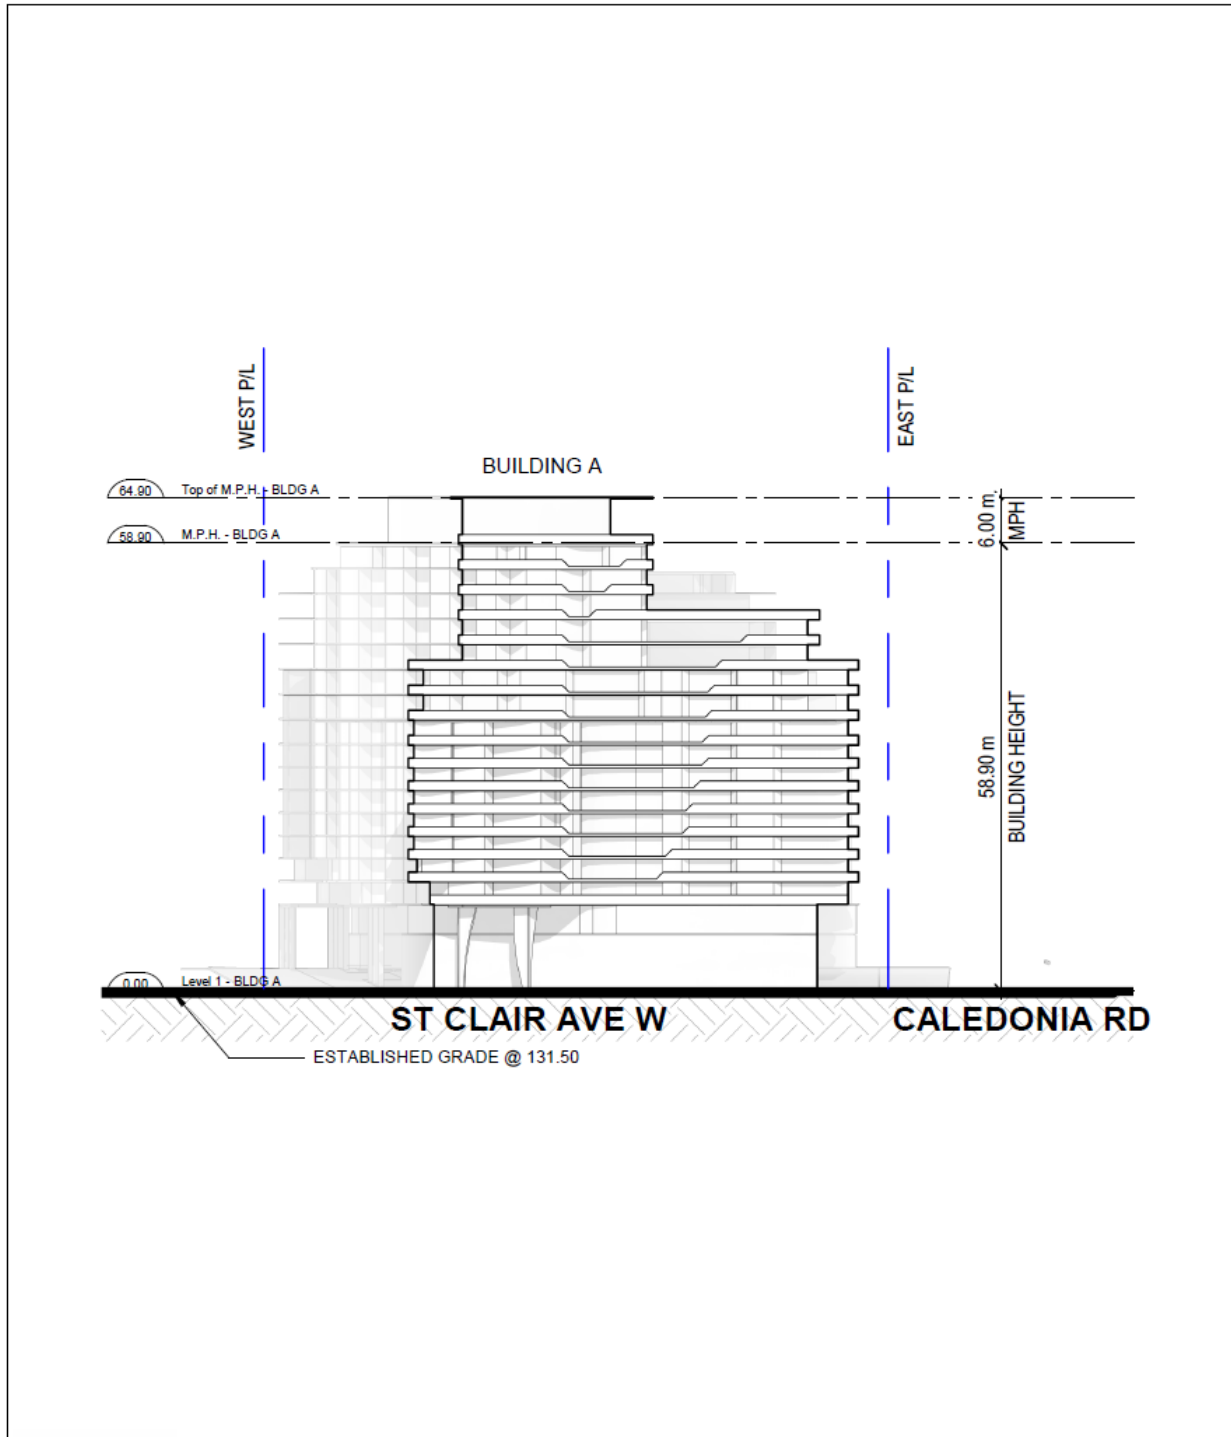 WEST P/L
EAST P/L
BUILDING A
64.90
Top of M.P.H. - BLDG A
6.00 m.
MPH
58.90
M.P.H. - BLDG A
58.90 m
BUILDING HEIGHT
0.00
Level 1 - BLDG A
ST CLAIR AVE W
CALEDONIA RD
ESTABLISHED GRADE @ 131.50